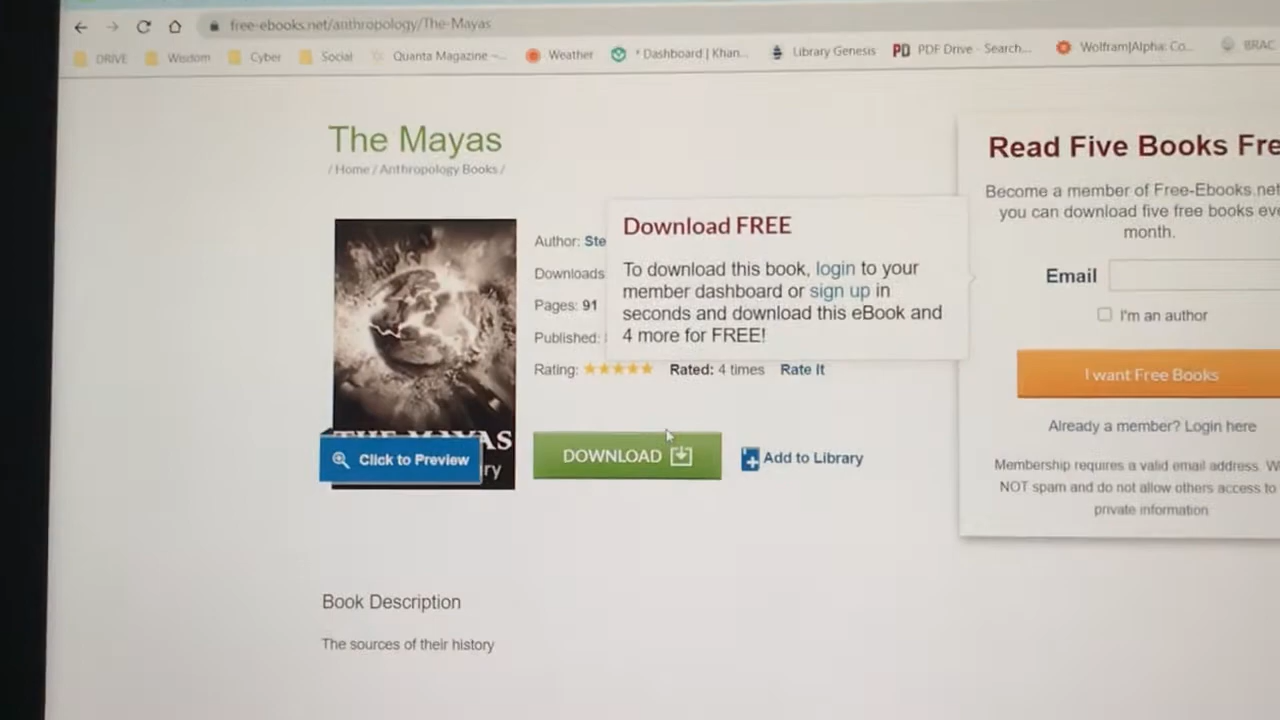 free-ebooks.net/anthropology/The-Mayas
DRIVE Wisdom Cyber Social Quanta Magazine –... Weather * Dashboard | Khan... Library Genesis PD PDF Drive - Search... Wolfram|Alpha: Co... BRAC
The Mayas
/ Home / Anthropology Books /
Author: Ste
Downloads
Pages: 91
Published:
Rating: Rated: 4 times Rate It
Download FREE
To download this book, login to your
member dashboard or sign up in
seconds and download this eBook and
4 more for FREE!
THE MAYAS
ry
Click to Preview
DOWNLOAD
Add to Library
Book Description
The sources of their history
Read Five Books Fre
Become a member of Free-Ebooks.net
you can download five free books eve
month.
Email
I'm an author
I want Free Books
Already a member? Login here
Membership requires a valid email address. W
NOT spam and do not allow others access to
private information